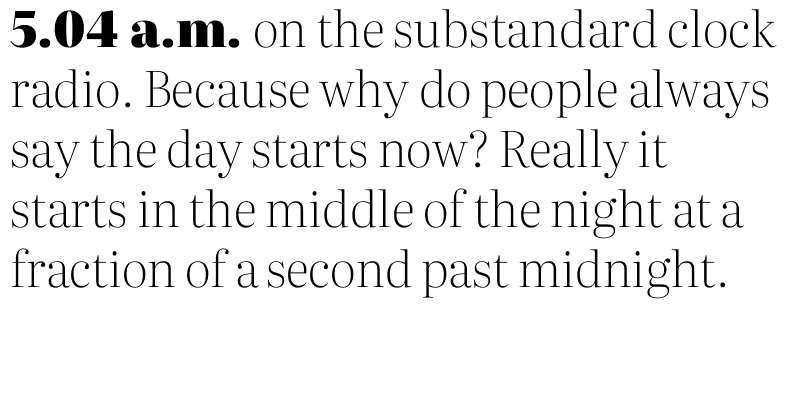 5.04 a.m. on the substandard clock
radio. Because why do people always
say the day starts now? Really it
starts in the middle of the night at a
fraction of a second past midnight.